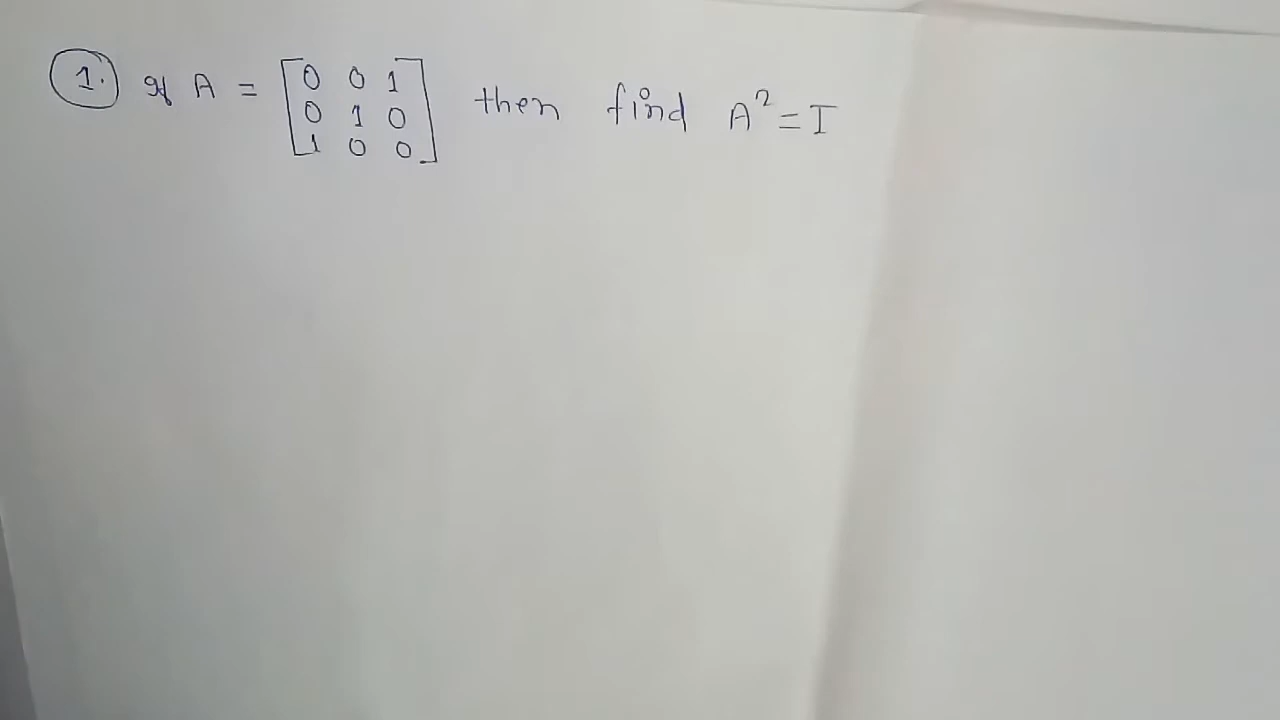 1. If A = [0 0 1 then find A² = I
0 1 0
1 0 0]